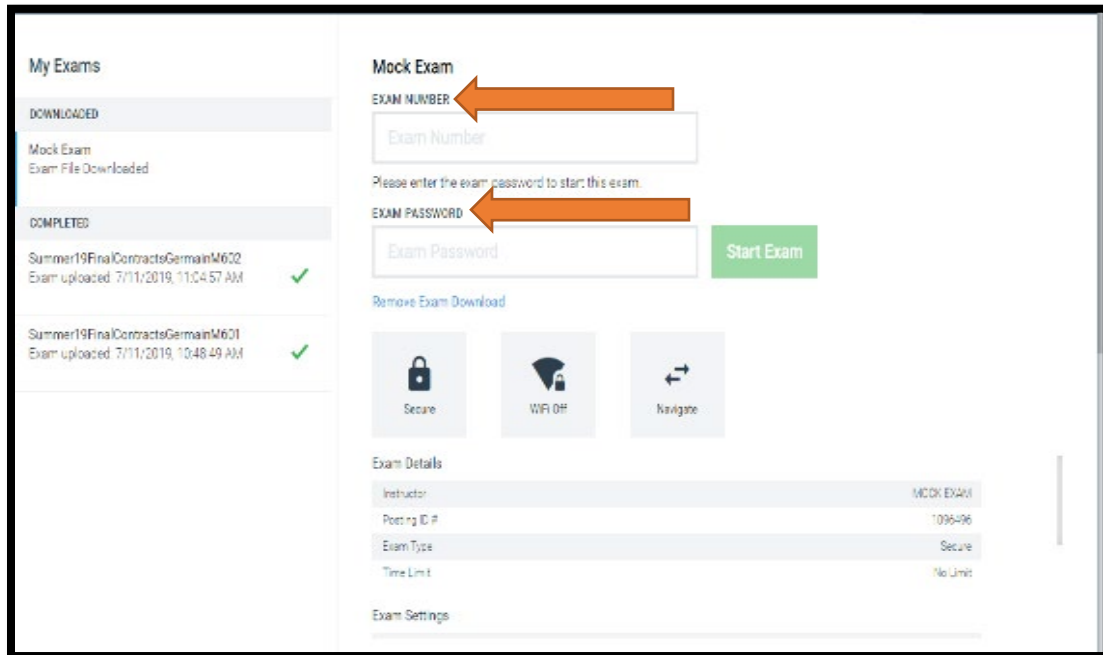 My Exams
DOWNLOADED
Mock Exam
Exam File Downloaded
COMPLETED
Summer19FinalContractsGermainM602
Exam uploaded: 7/11/2019, 11:04:57 AM
Summer19FinalContractsGermainM601
Exam uploaded: 7/11/2019, 10:48:49 AM
Mock Exam
EXAM NUMBER
Exam Number
Please enter the exam password to start this exam.
EXAM PASSWORD
Exam Password
Start Exam
Remove Exam Download
Secure
WiFi Off
Navigate
Exam Details
Instructor MOCK EXAM
Posting ID # 1096496
Exam Type Secure
Time Limit No Limit
Exam Settings